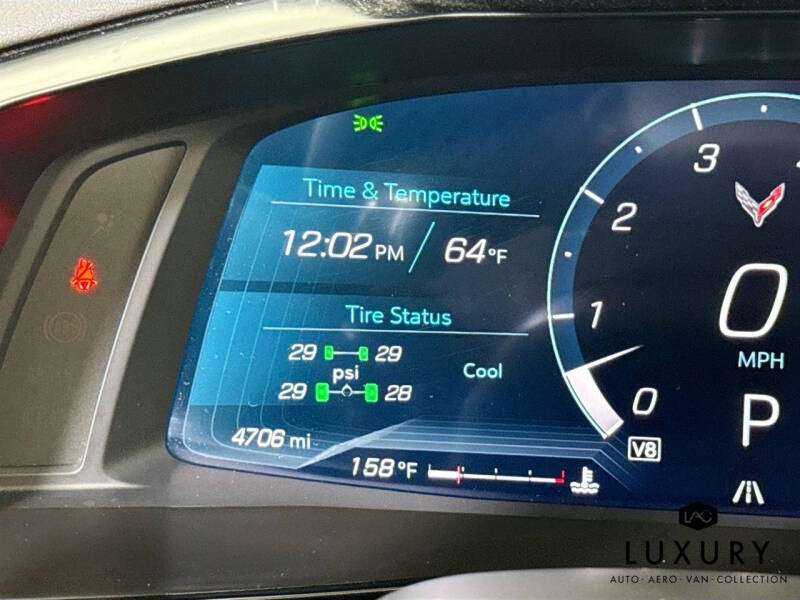 Time & Temperature
12:02 PM / 64°F
Tire Status
29 29
psi
29 28
Cool
4706 mi
158°F
0
1
2
3
0
MPH
P
V8
LAC
LUXURY
AUTO · AERO · VAN · COLLECTION